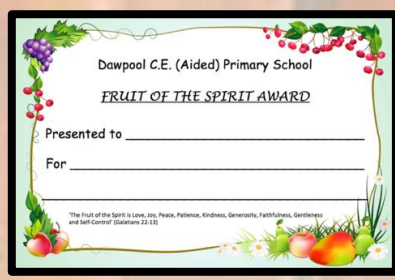 Dawpool C.E. (Aided) Primary School
FRUIT OF THE SPIRIT AWARD
Presented to
For
'The Fruit of the Spirit is Love, Joy, Peace, Patience, Kindness, Generosity, Faithfulness, Gentleness
and Self-Control' (Galatians 22-13)